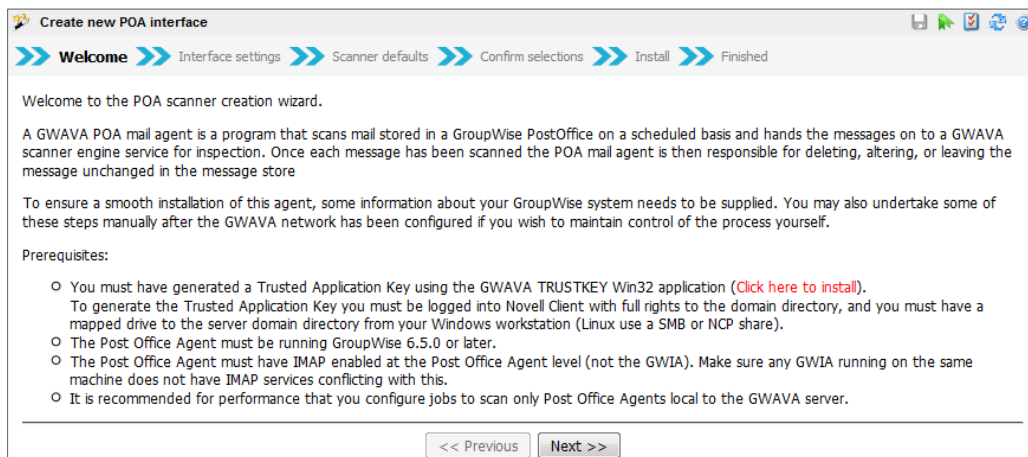 Create new POA interface
Welcome Interface settings Scanner defaults Confirm selections Install Finished
Welcome to the POA scanner creation wizard.
A GWAVA POA mail agent is a program that scans mail stored in a GroupWise PostOffice on a scheduled basis and hands the messages on to a GWAVA
scanner engine service for inspection. Once each message has been scanned the POA mail agent is then responsible for deleting, altering, or leaving the
message unchanged in the message store
To ensure a smooth installation of this agent, some information about your GroupWise system needs to be supplied. You may also undertake some of
these steps manually after the GWAVA network has been configured if you wish to maintain control of the process yourself.
Prerequisites:
You must have generated a Trusted Application Key using the GWAVA TRUSTKEY Win32 application (Click here to install).
To generate the Trusted Application Key you must be logged into Novell Client with full rights to the domain directory, and you must have a
mapped drive to the server domain directory from your Windows workstation (Linux use a SMB or NCP share).
The Post Office Agent must be running GroupWise 6.5.0 or later.
The Post Office Agent must have IMAP enabled at the Post Office Agent level (not the GWIA). Make sure any GWIA running on the same
machine does not have IMAP services conflicting with this.
It is recommended for performance that you configure jobs to scan only Post Office Agents local to the GWAVA server.
<< Previous Next >>